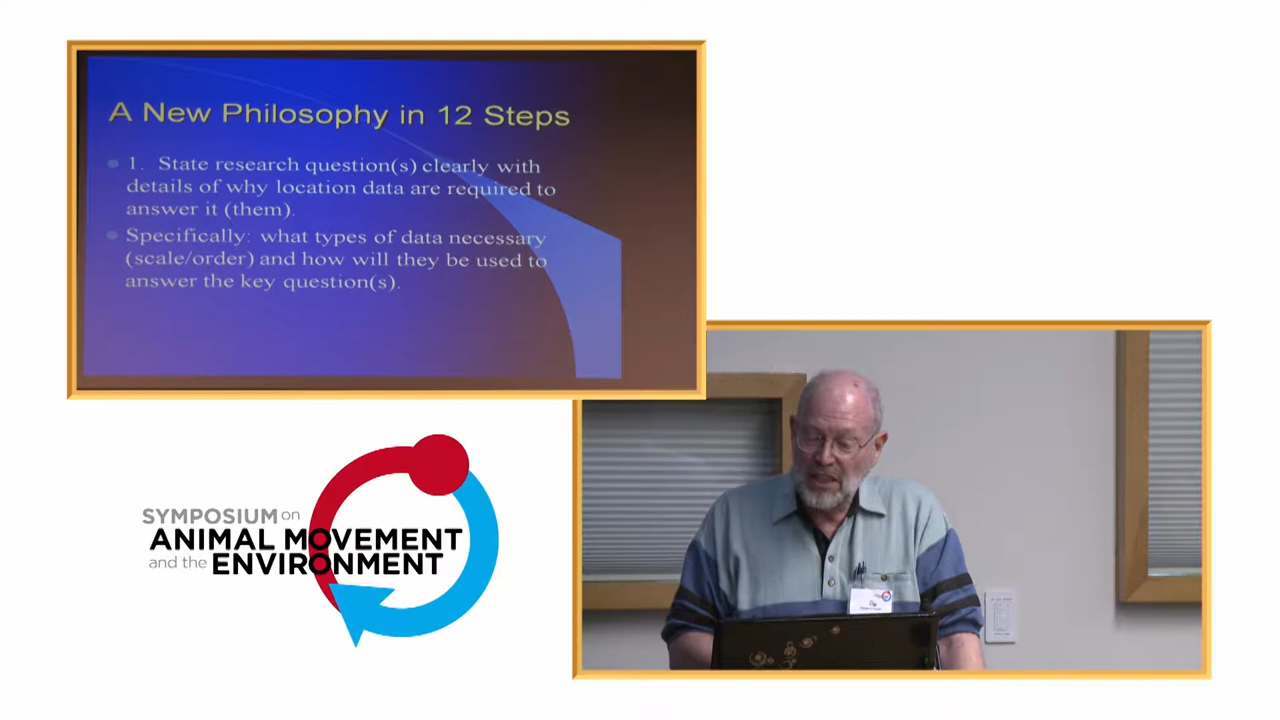 A New Philosophy in 12 Steps
1. State research question(s) clearly with
details of why location data are required to
answer it (them).
Specifically: what types of data necessary
(scale/order) and how will they be used to
answer the key question(s).
SYMPOSIUM on
ANIMAL MOVEMENT
and the ENVIRONMENT